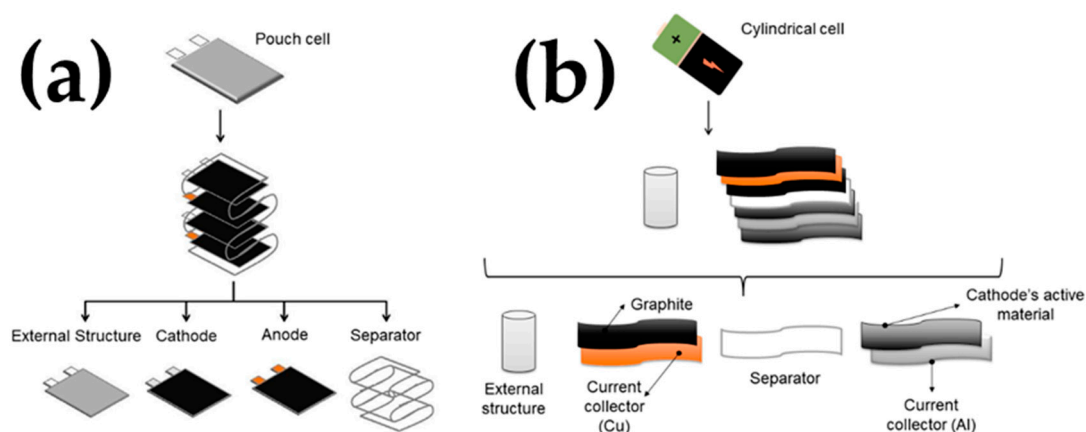 (a)
Pouch cell
External Structure
Cathode
Anode
Separator
(b)
+
Cylindrical cell
Graphite
Cathode's active
material
External
structure
Current
collector (Cu)
Separator
Current
collector (Al)